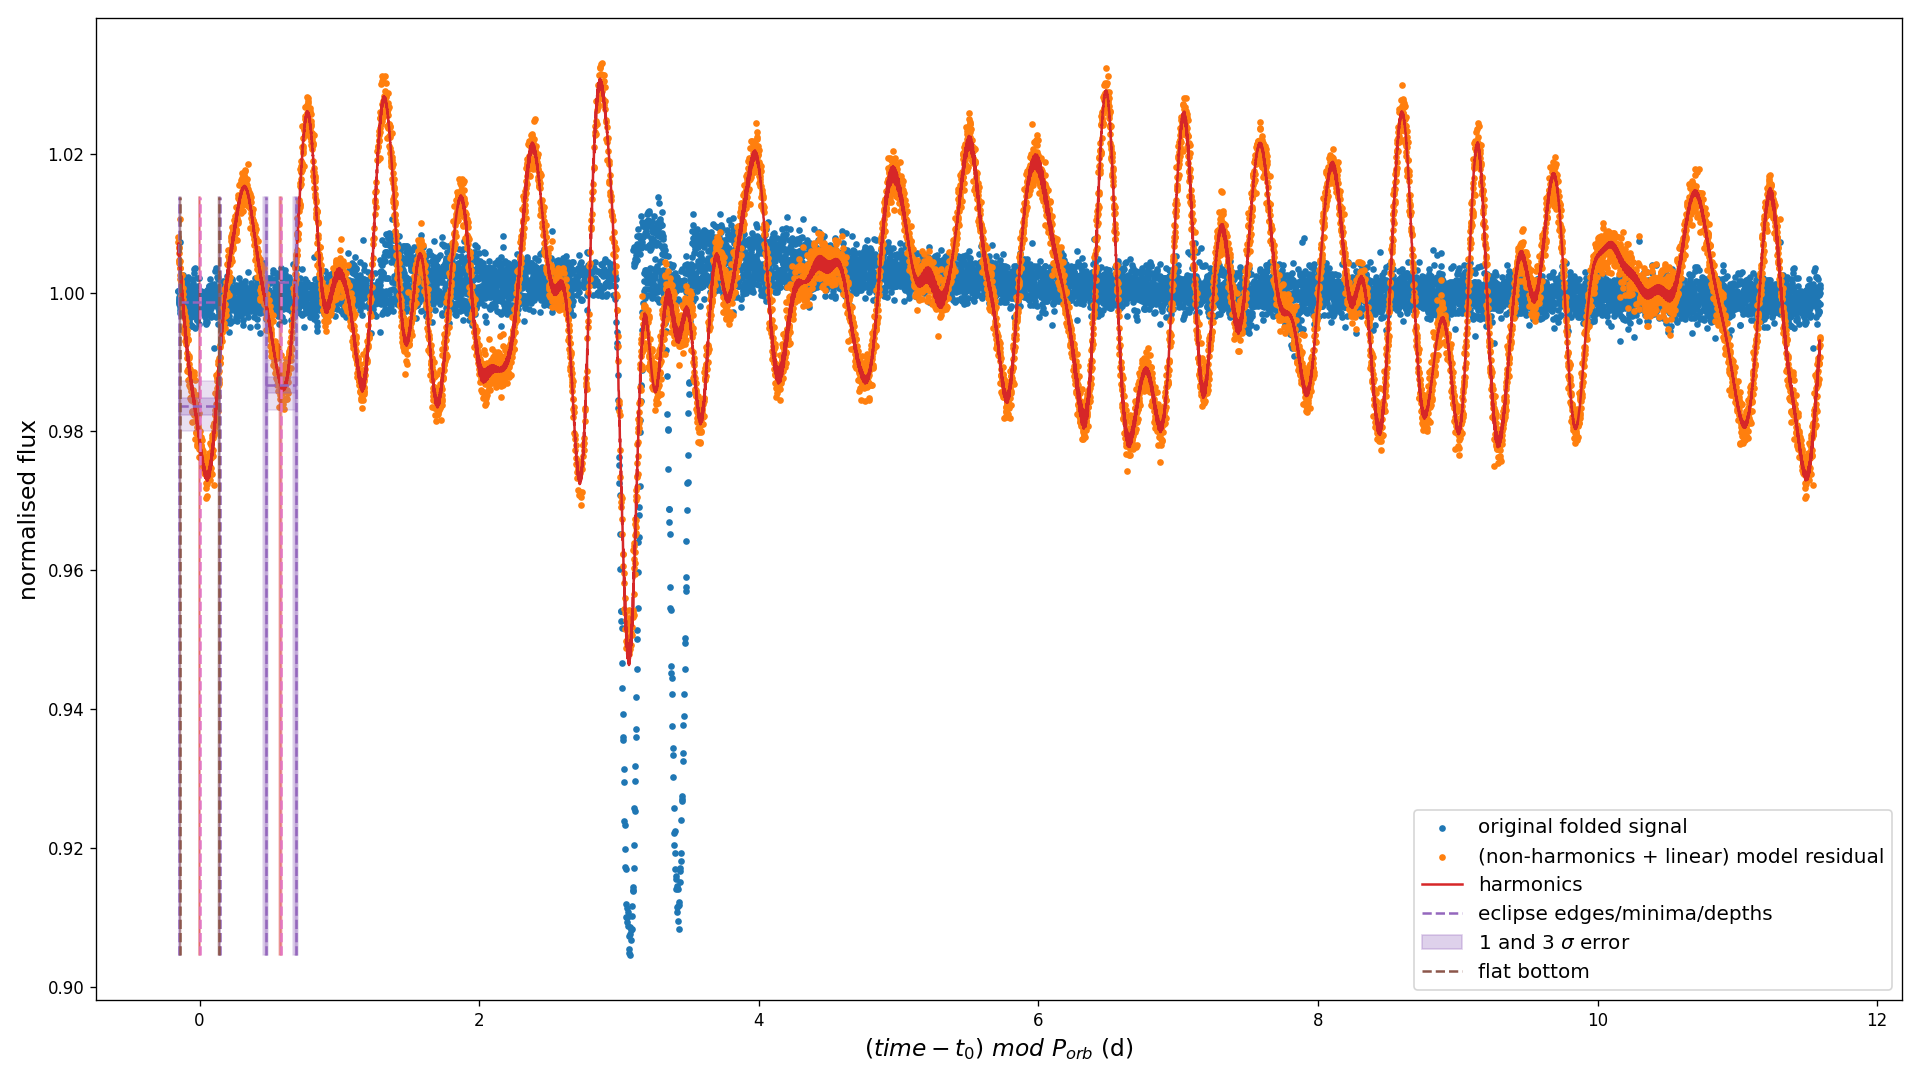 normalised flux
1.02
1.00
0.98
0.96
0.94
0.92
0.90
0
2
4
6
8
10
12
(time − t₀) mod Pₒᵣb (d)
original folded signal
(non-harmonics + linear) model residual
harmonics
eclipse edges/minima/depths
1 and 3 σ error
flat bottom